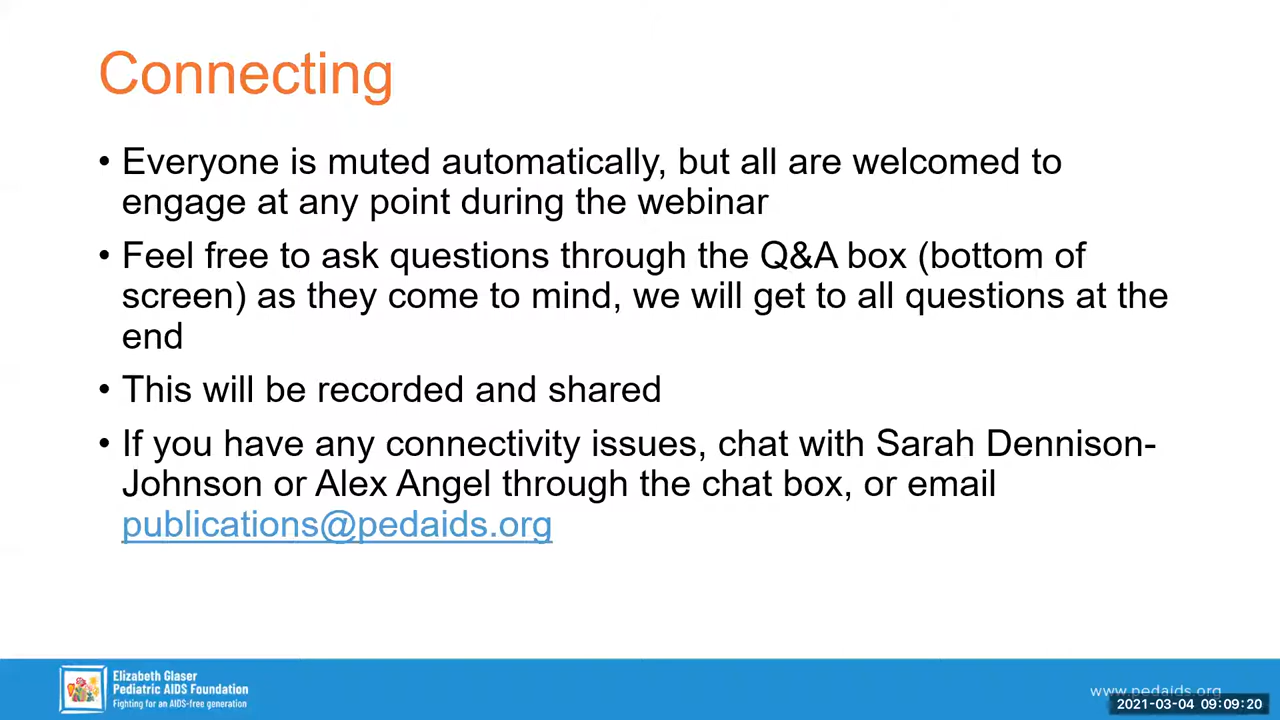 Connecting
• Everyone is muted automatically, but all are welcomed to
engage at any point during the webinar
• Feel free to ask questions through the Q&A box (bottom of
screen) as they come to mind, we will get to all questions at the
end
• This will be recorded and shared
• If you have any connectivity issues, chat with Sarah Dennison-
Johnson or Alex Angel through the chat box, or email
publications@pedaids.org
Elizabeth Glaser
Pediatric AIDS Foundation
Fighting for an AIDS-free generation
www.pedaids.org
2021-03-04 09:09:20